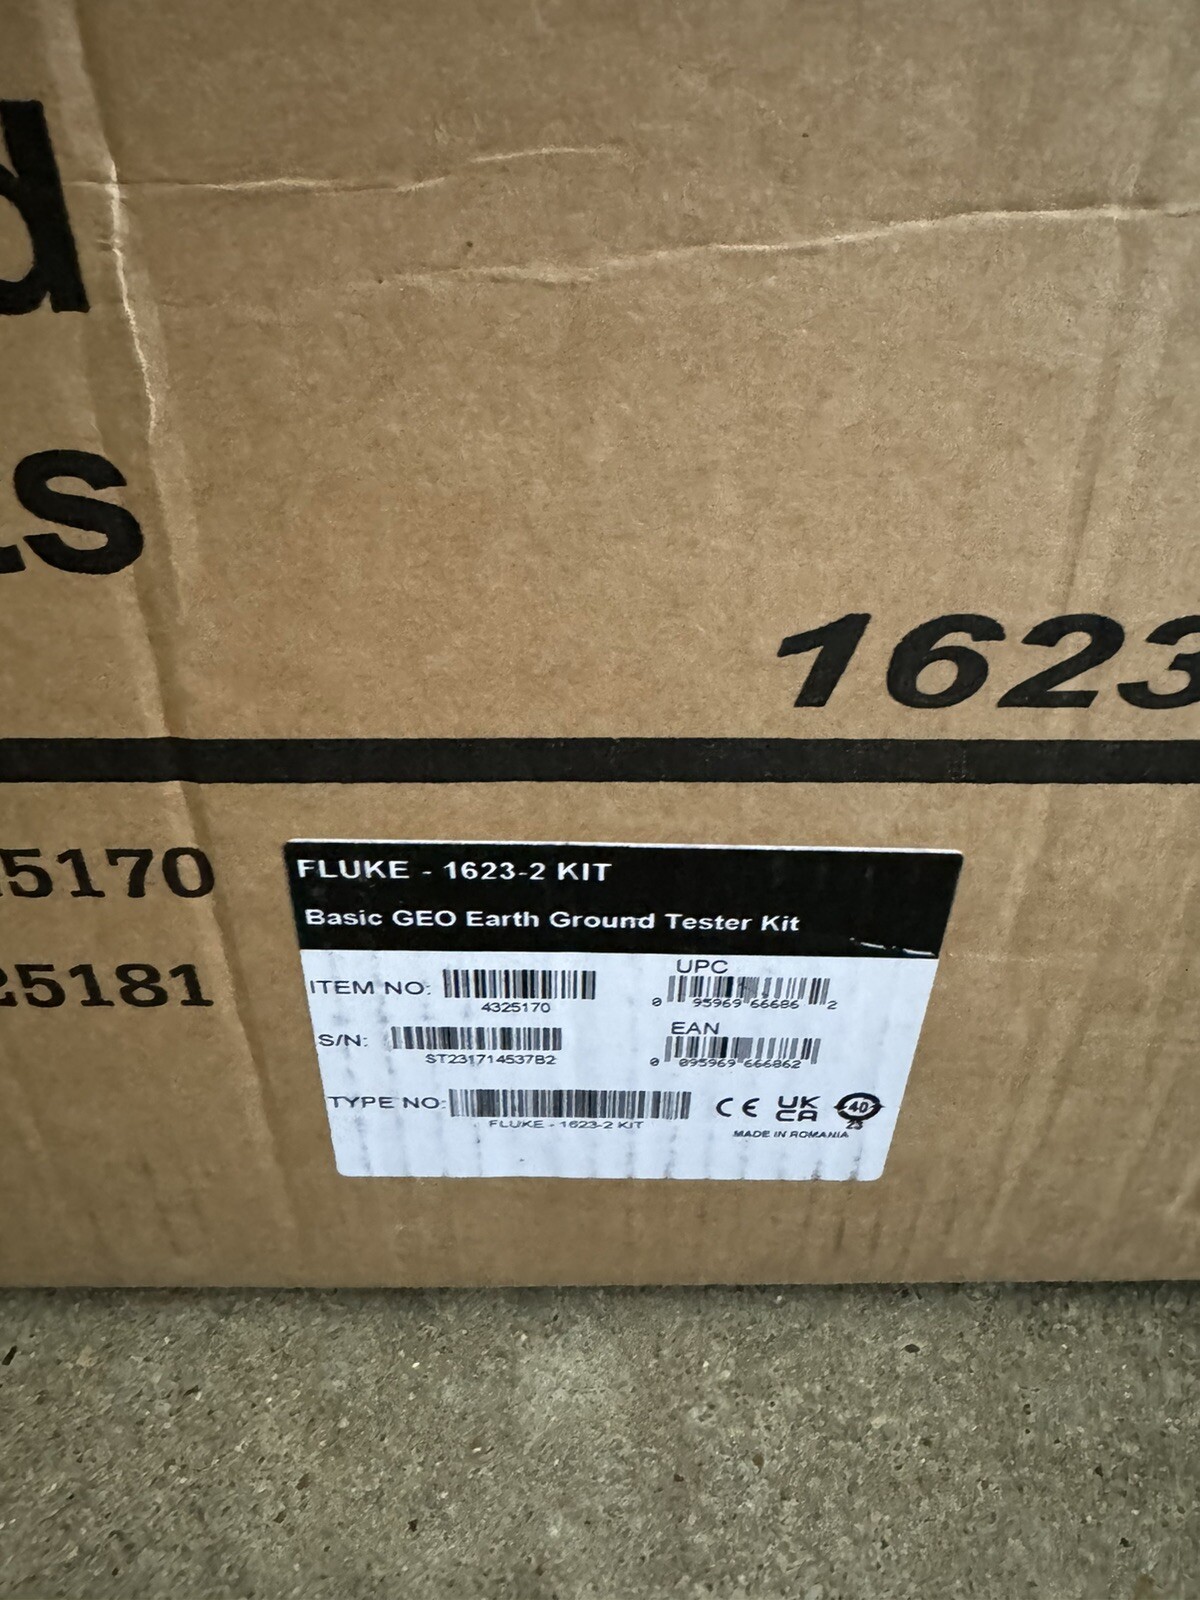 d
LS
1623
5170
25181
FLUKE - 1623-2 KIT
Basic GEO Earth Ground Tester Kit
ITEM NO: 4325170
UPC
0 95969 66686 2
S/N: ST231714537B2
EAN
0 095969 666862
TYPE NO: FLUKE - 1623-2 KIT
CE UK CA 40 25
MADE IN ROMANIA